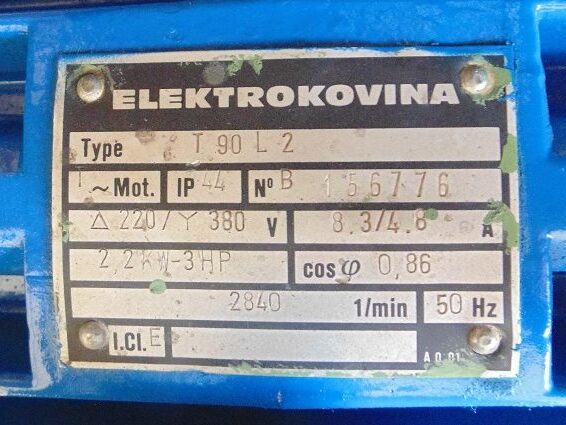 ELEKTROKOVINA
Type T 90 L 2
~Mot. IP 44 Nº B 156776
△ 220/Y 380 V 8.3/4.8 A
2,2 KW-3HP cosφ 0,86
2840 1/min 50 Hz
I.Cl. E